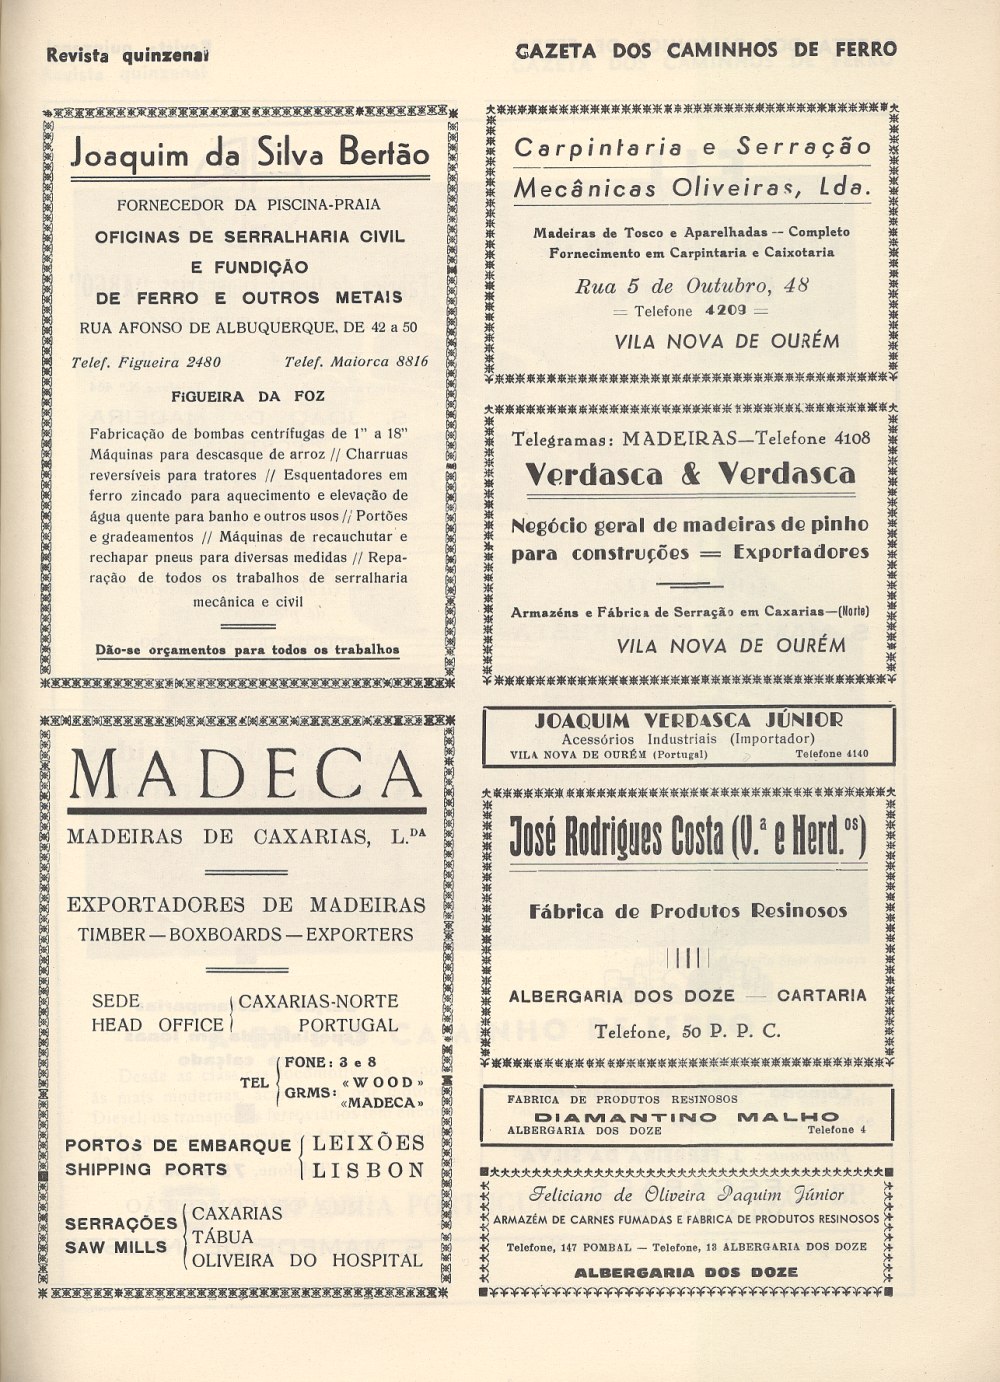 Revista quinzenal
GAZETA DOS CAMINHOS DE FERRO
Joaquim da Silva Bertão
FORNECEDOR DA PISCINA-PRAIA
OFICINAS DE SERRALHARIA CIVIL
E FUNDIÇÃO
DE FERRO E OUTROS METAIS
RUA AFONSO DE ALBUQUERQUE, DE 42 a 50
Telef. Figueira 2480 Telef. Maiorca 8816
FiGUEIRA DA FOZ
Fabricação de bombas centrífugas de 1" a 18"
Máquinas para descasque de arroz // Charruas
reversíveis para tratores // Esquentadores em
ferro zincado para aquecimento e elevação de
água quente para banho e outros usos // Portões
e gradeamentos // Máquinas de recauchutar e
rechapar pneus para diversas medidas // Repa-
ração de todos os trabalhos de serralharia
mecânica e civil
Dão-se orçamentos para todos os trabalhos
MADECA
MADEIRAS DE CAXARIAS, L.DA
EXPORTADORES DE MADEIRAS
TIMBER — BOXBOARDS — EXPORTERS
SEDE CAXARIAS-NORTE
HEAD OFFICE PORTUGAL
TEL FONE: 3 e 8
GRMS: «WOOD»
«MADECA»
PORTOS DE EMBARQUE LEIXÕES
SHIPPING PORTS LISBON
SERRAÇÕES CAXARIAS
SAW MILLS TÁBUA
OLIVEIRA DO HOSPITAL
Carpintaria e Serração
Mecânicas Oliveiras, Lda.
Madeiras de Tosco e Aparelhadas -- Completo
Fornecimento em Carpintaria e Caixotaria
Rua 5 de Outubro, 48
= Telefone 4209 =
VILA NOVA DE OURÉM
Telegramas: MADEIRAS—Telefone 4108
Verdasca & Verdasca
Negócio geral de madeiras de pinho
para construções = Exportadores
Armazéns e Fábrica de Serração em Caxarias—(Norte)
VILA NOVA DE OURÉM
JOAQUIM VERDASCA JÚNIOR
Acessórios Industriais (Importador)
VILA NOVA DE OURÉM (Portugal) Telefone 4140
José Rodrigues Costa (V.ª e Herd.os)
Fábrica de Produtos Resinosos
ALBERGARIA DOS DOZE — CARTARIA
Telefone, 50 P. P. C.
FABRICA DE PRODUTOS RESINOSOS
DIAMANTINO MALHO
ALBERGARIA DOS DOZE Telefone 4
Feliciano de Oliveira Daquim Júnior
ARMAZÉM DE CARNES FUMADAS E FABRICA DE PRODUTOS RESINOSOS
Telefone, 147 POMBAL — Telefone, 18 ALBERGARIA DOS DOZE
ALBERGARIA DOS DOZE